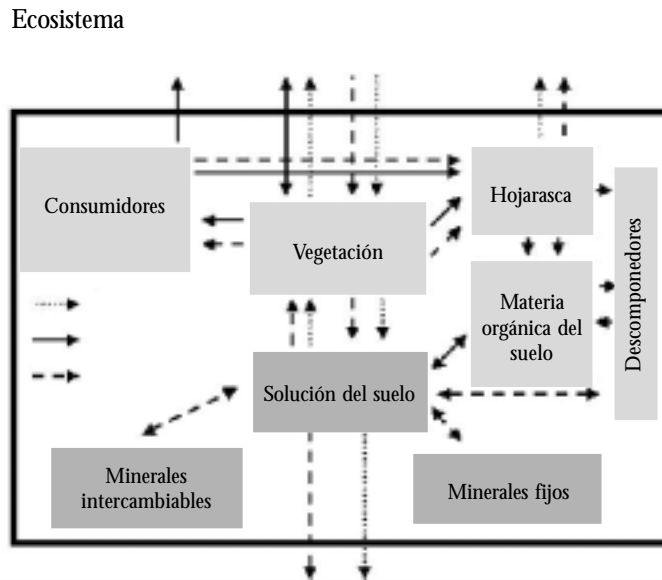 Ecosistema
Consumidores
Hojarasca
Vegetación
Descomponedores
Materia
orgánica del
suelo
Solución del suelo
Minerales
intercambiables
Minerales fijos